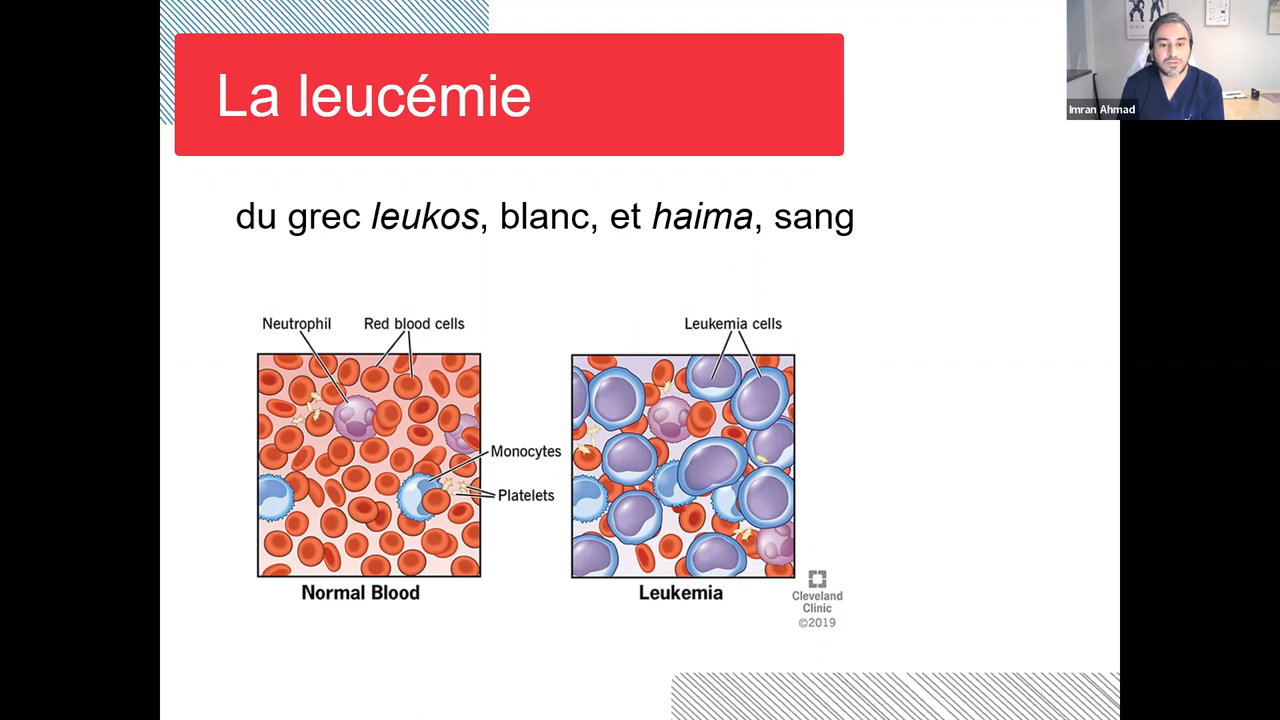 La leucémie
Imran Ahmad
du grec leukos, blanc, et haima, sang
Neutrophil
Red blood cells
Leukemia cells
Monocytes
Platelets
Normal Blood
Leukemia
Cleveland
Clinic
©2019